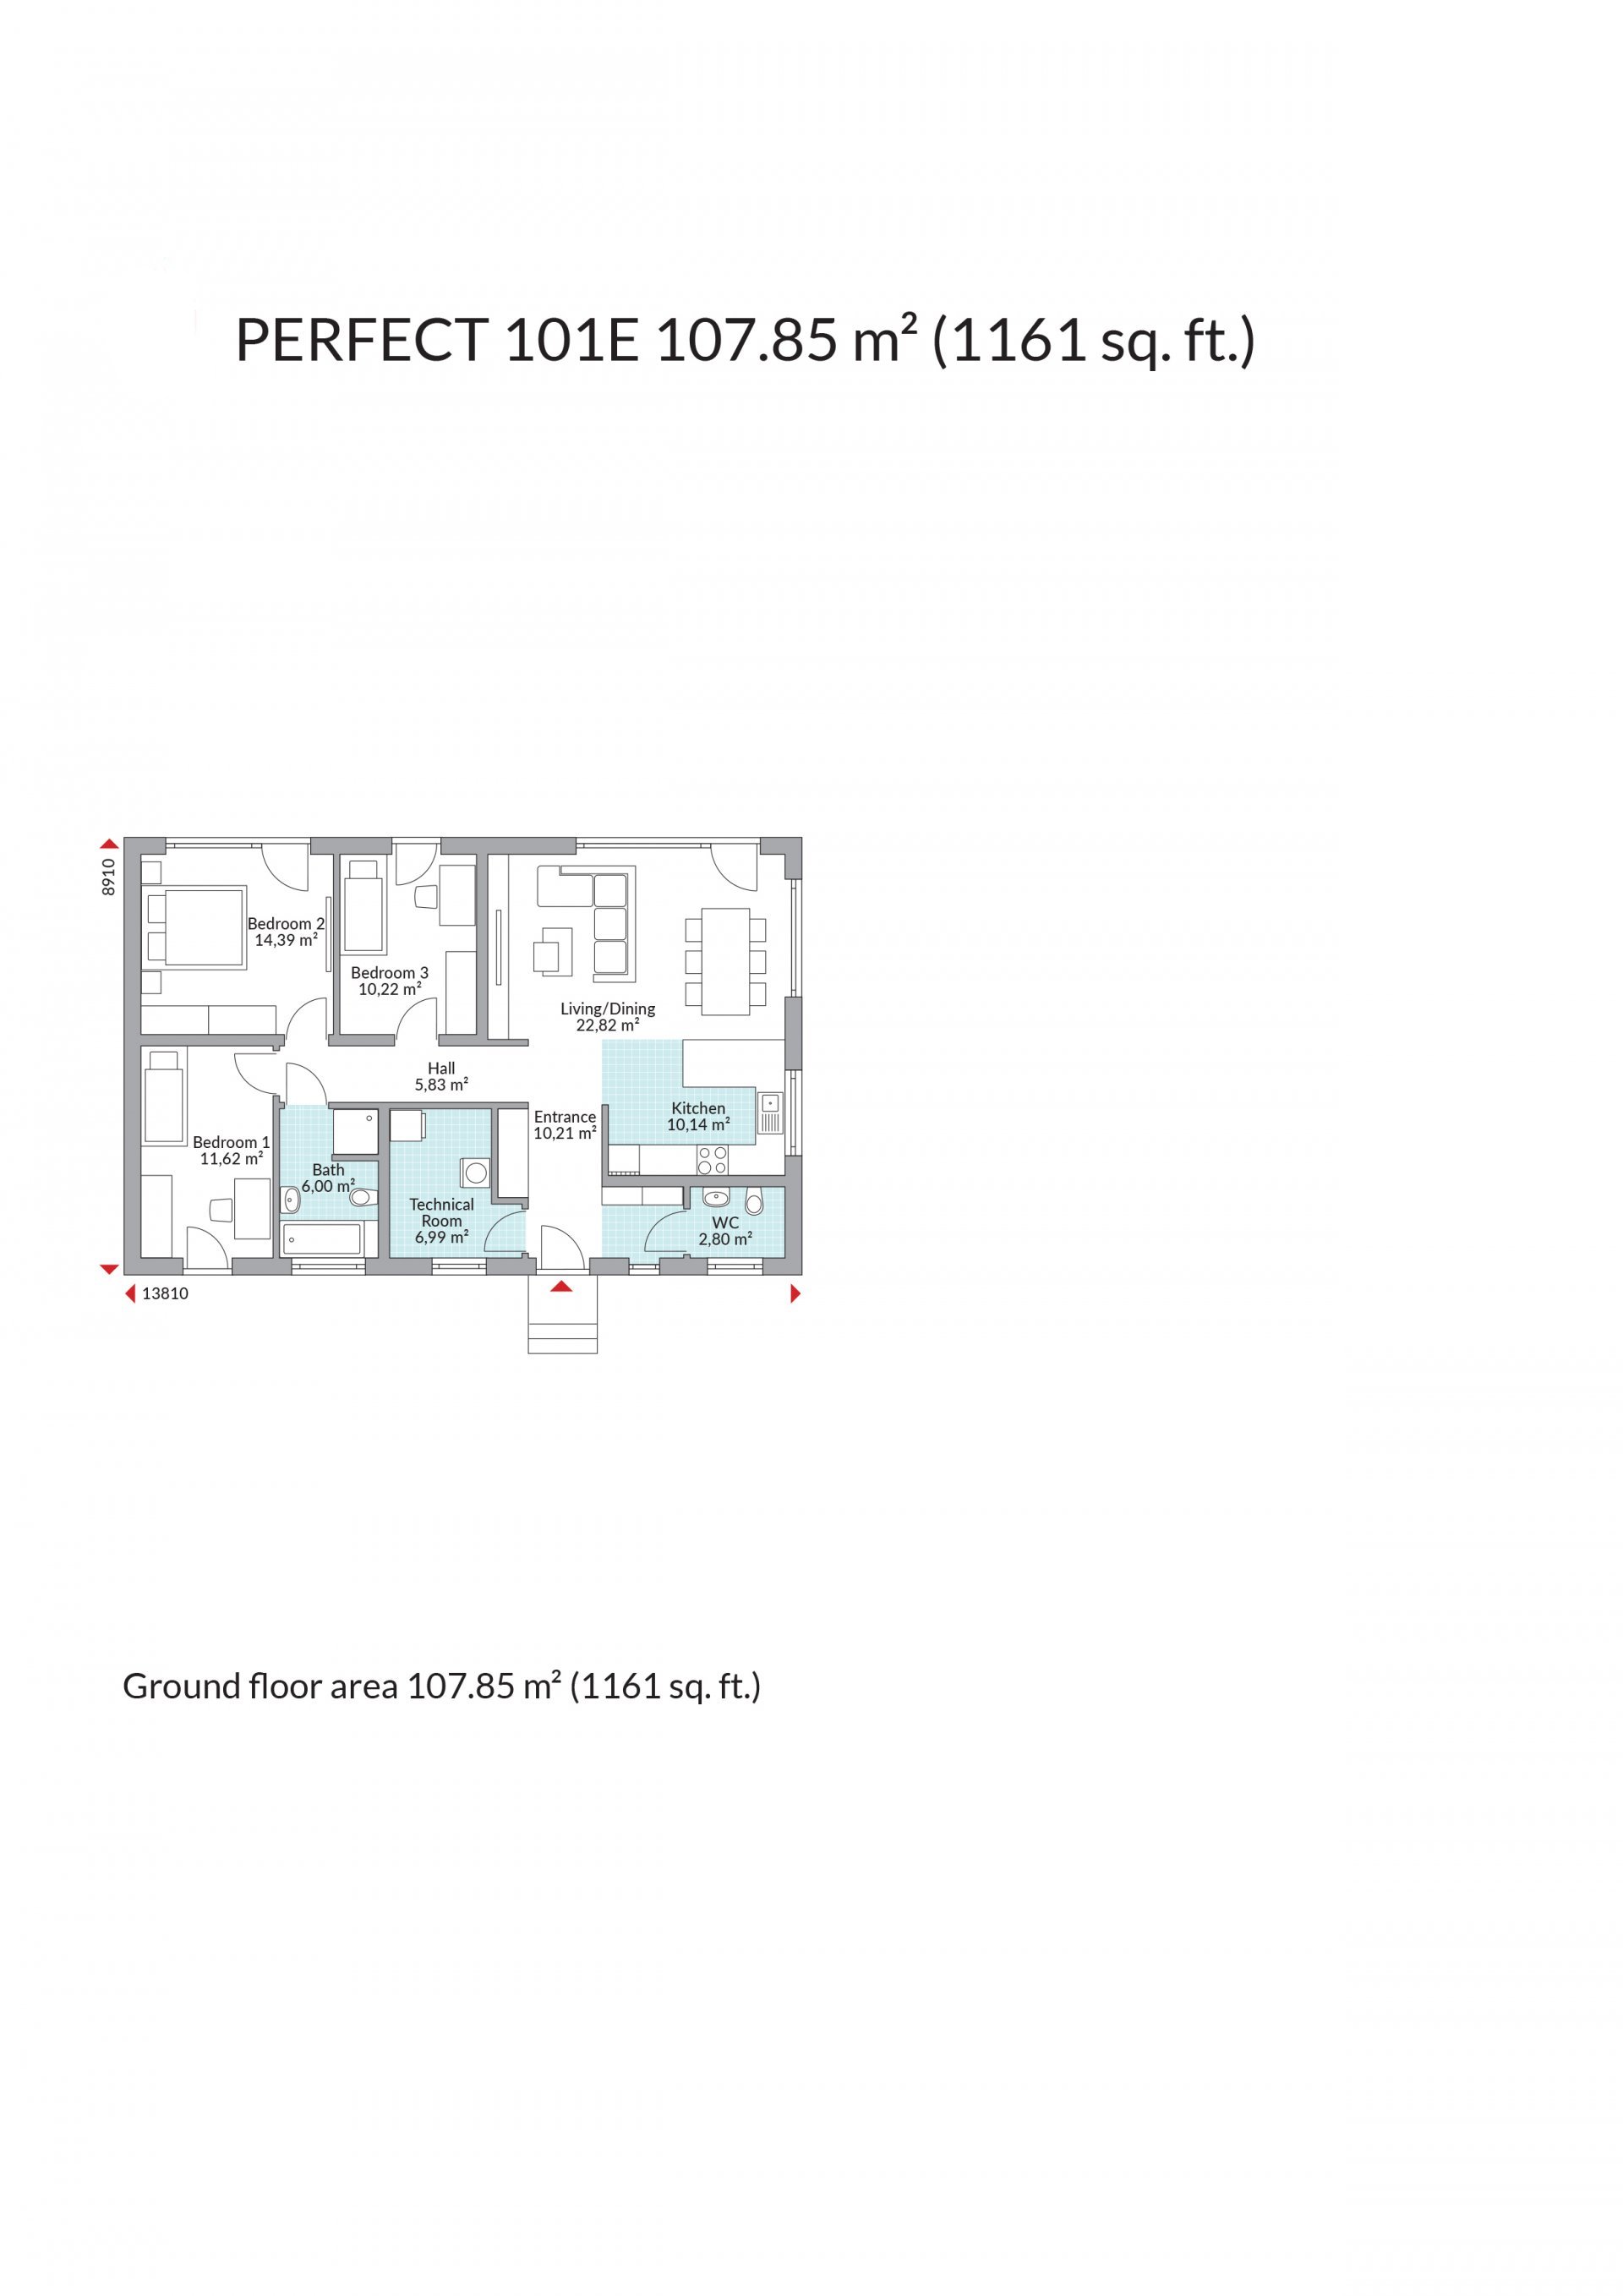 PERFECT 101E 107.85 m² (1161 sq. ft.)
8910
Bedroom 2
14,39 m²
Bedroom 3
10,22 m²
Living/Dining
22,82 m²
Hall
5,83 m²
Entrance
10,21 m²
Kitchen
10,14 m²
Bedroom 1
11,62 m²
Bath
6,00 m²
Technical
Room
6,99 m²
WC
2,80 m²
13810
Ground floor area 107.85 m² (1161 sq. ft.)